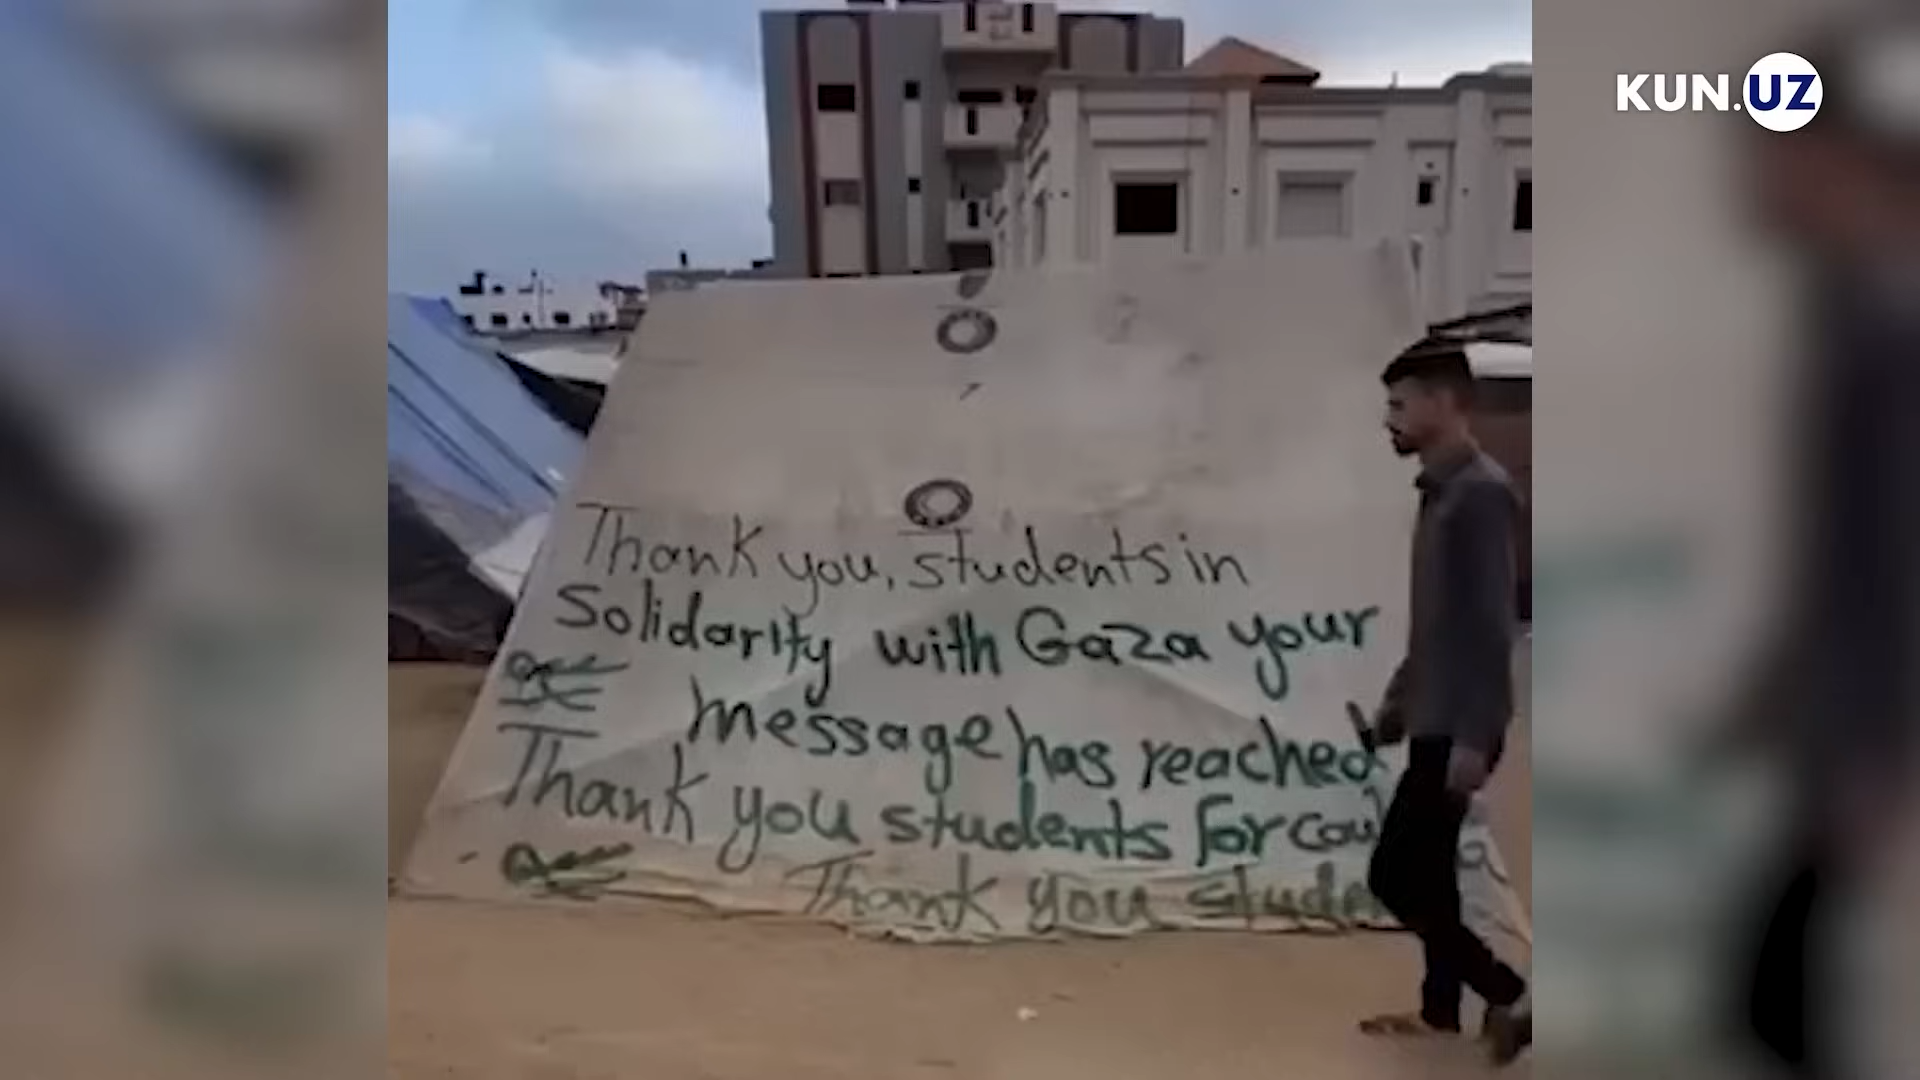 KUN.UZ
Thank you, students in
Solidarity with Gaza your
message has reached
Thank you students for
Thank you